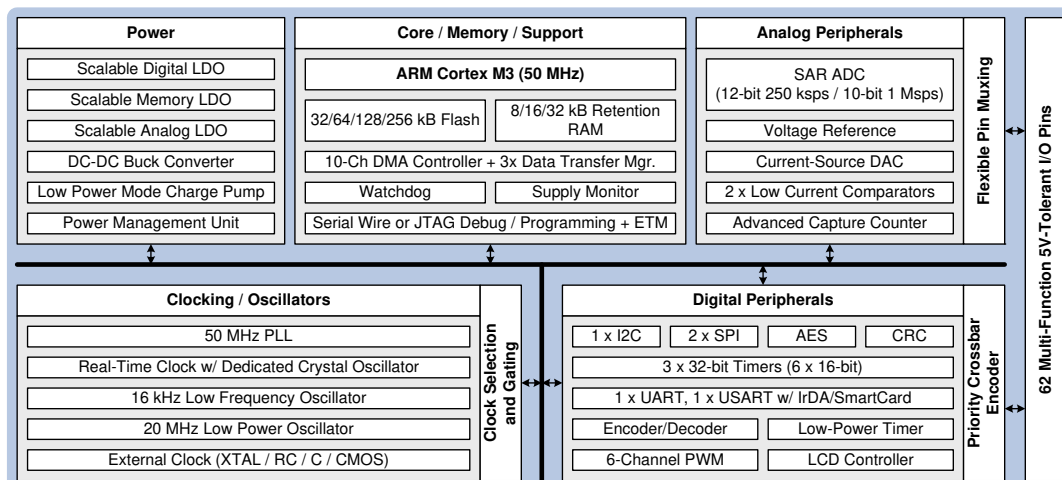 Power
Scalable Digital LDO
Scalable Memory LDO
Scalable Analog LDO
DC-DC Buck Converter
Low Power Mode Charge Pump
Power Management Unit
Core / Memory / Support
ARM Cortex M3 (50 MHz)
32/64/128/256 kB Flash
8/16/32 kB Retention
RAM
10-Ch DMA Controller + 3x Data Transfer Mgr.
Watchdog
Supply Monitor
Serial Wire or JTAG Debug / Programming + ETM
Analog Peripherals
SAR ADC
(12-bit 250 ksps / 10-bit 1 Msps)
Voltage Reference
Current-Source DAC
2 x Low Current Comparators
Advanced Capture Counter
Flexible Pin Muxing
62 Multi-Function 5V-Tolerant I/O Pins
Clocking / Oscillators
50 MHz PLL
Real-Time Clock w/ Dedicated Crystal Oscillator
16 kHz Low Frequency Oscillator
20 MHz Low Power Oscillator
External Clock (XTAL / RC / C / CMOS)
Clock Selection
and Gating
Digital Peripherals
1 x I2C
2 x SPI
AES
CRC
3 x 32-bit Timers (6 x 16-bit)
1 x UART, 1 x USART w/ IrDA/SmartCard
Encoder/Decoder
Low-Power Timer
6-Channel PWM
LCD Controller
Priority Crossbar
Encoder